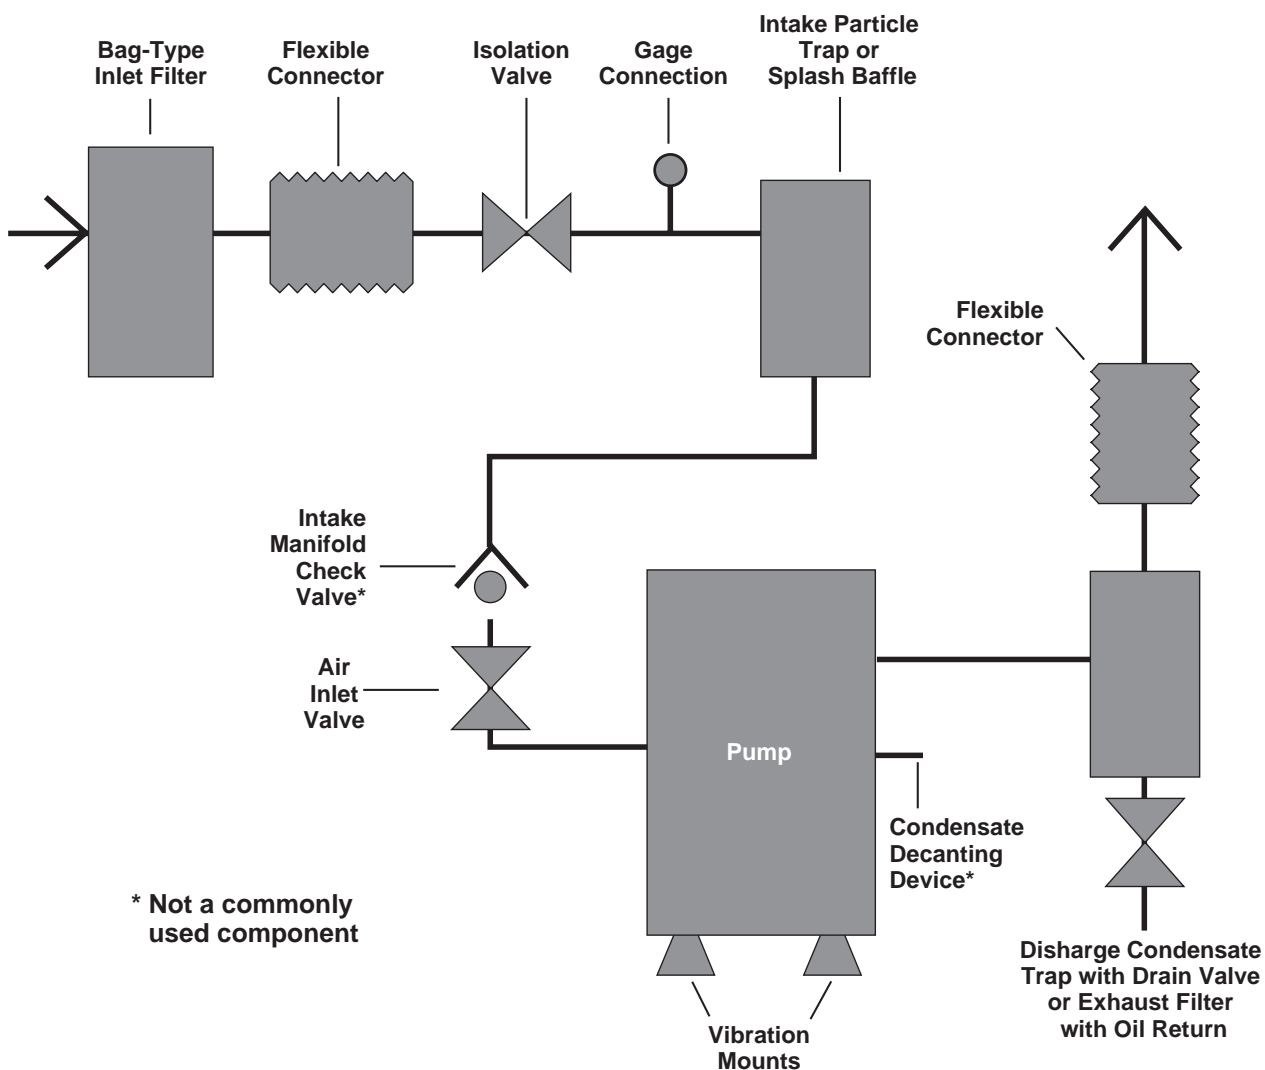 Bag-Type
Inlet Filter
Flexible
Connector
Isolation
Valve
Gage
Connection
Intake Particle
Trap or
Splash Baffle
Flexible
Connector
Intake
Manifold
Check
Valve*
Air
Inlet
Valve
Pump
Condensate
Decanting
Device*
* Not a commonly
used component
Disharge Condensate
Trap with Drain Valve
or Exhaust Filter
with Oil Return
Vibration
Mounts